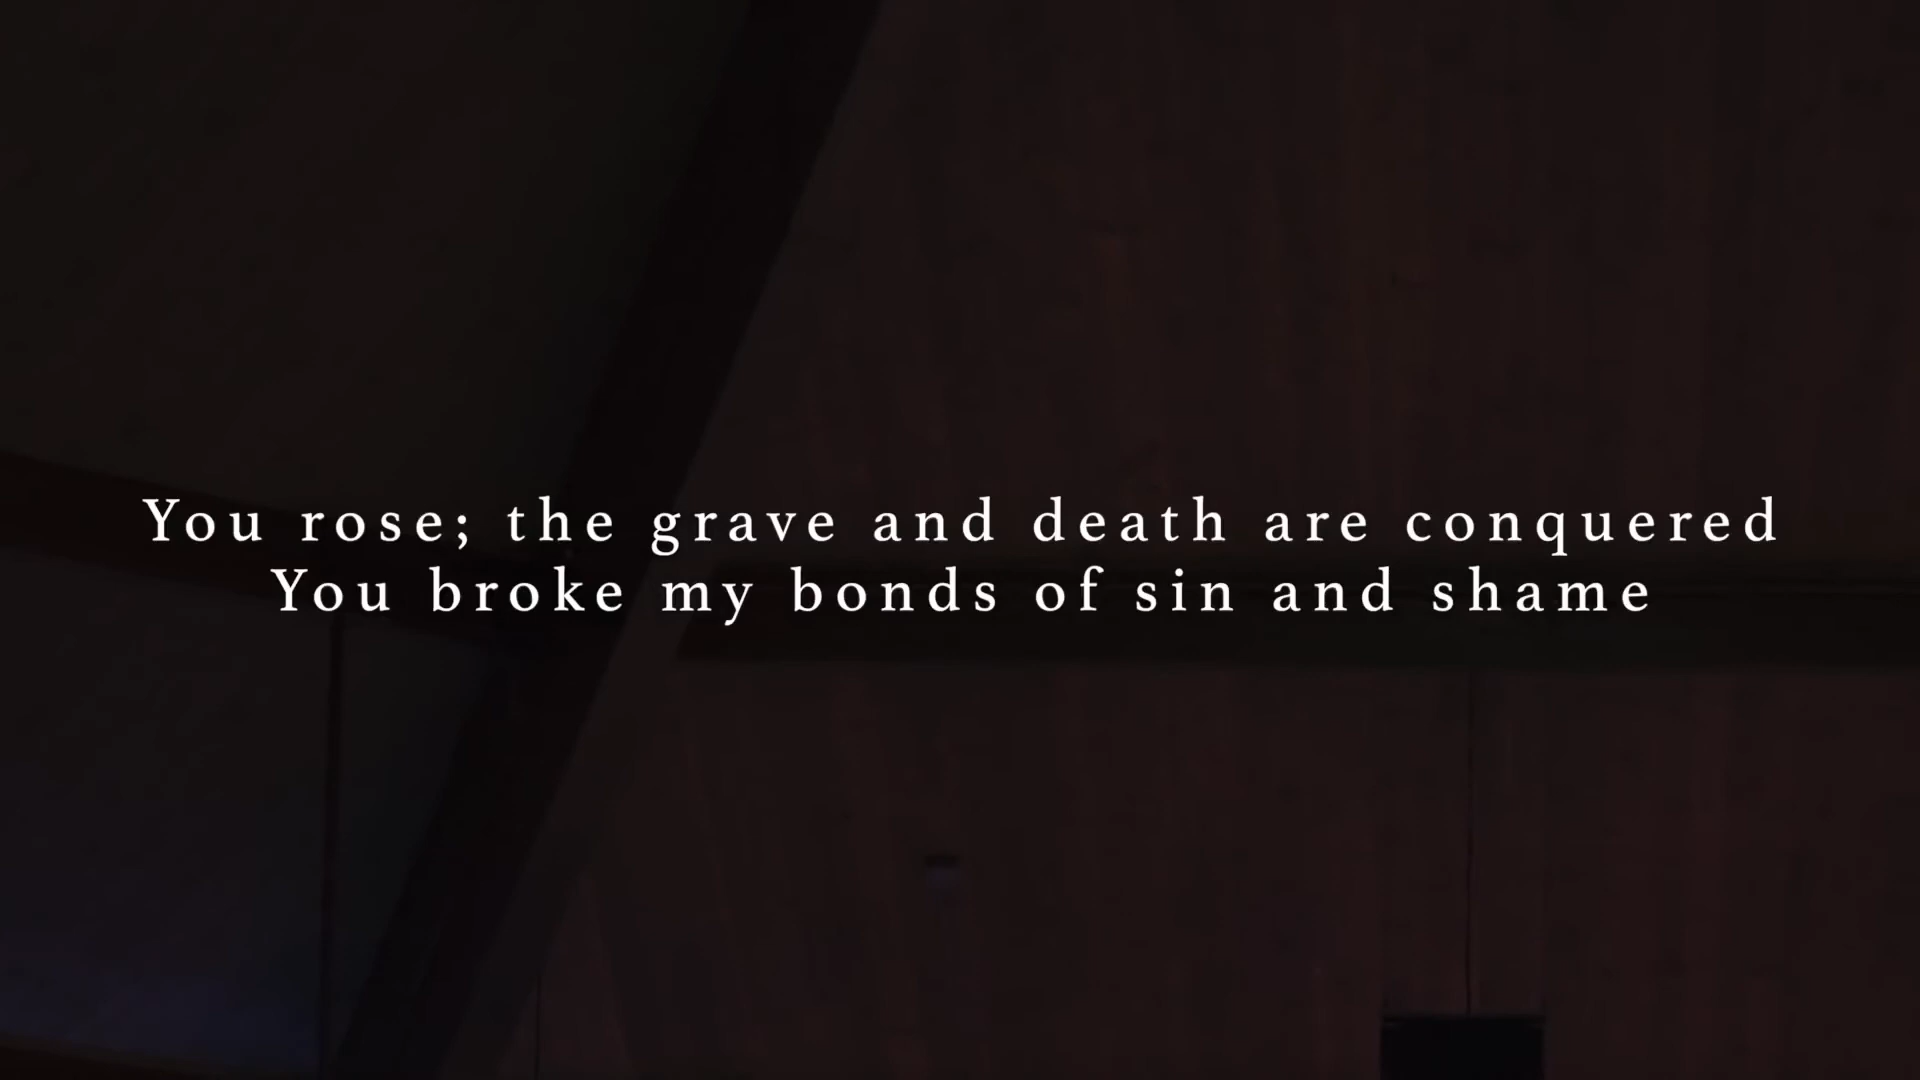 You rose; the grave and death are conquered
You broke my bonds of sin and shame